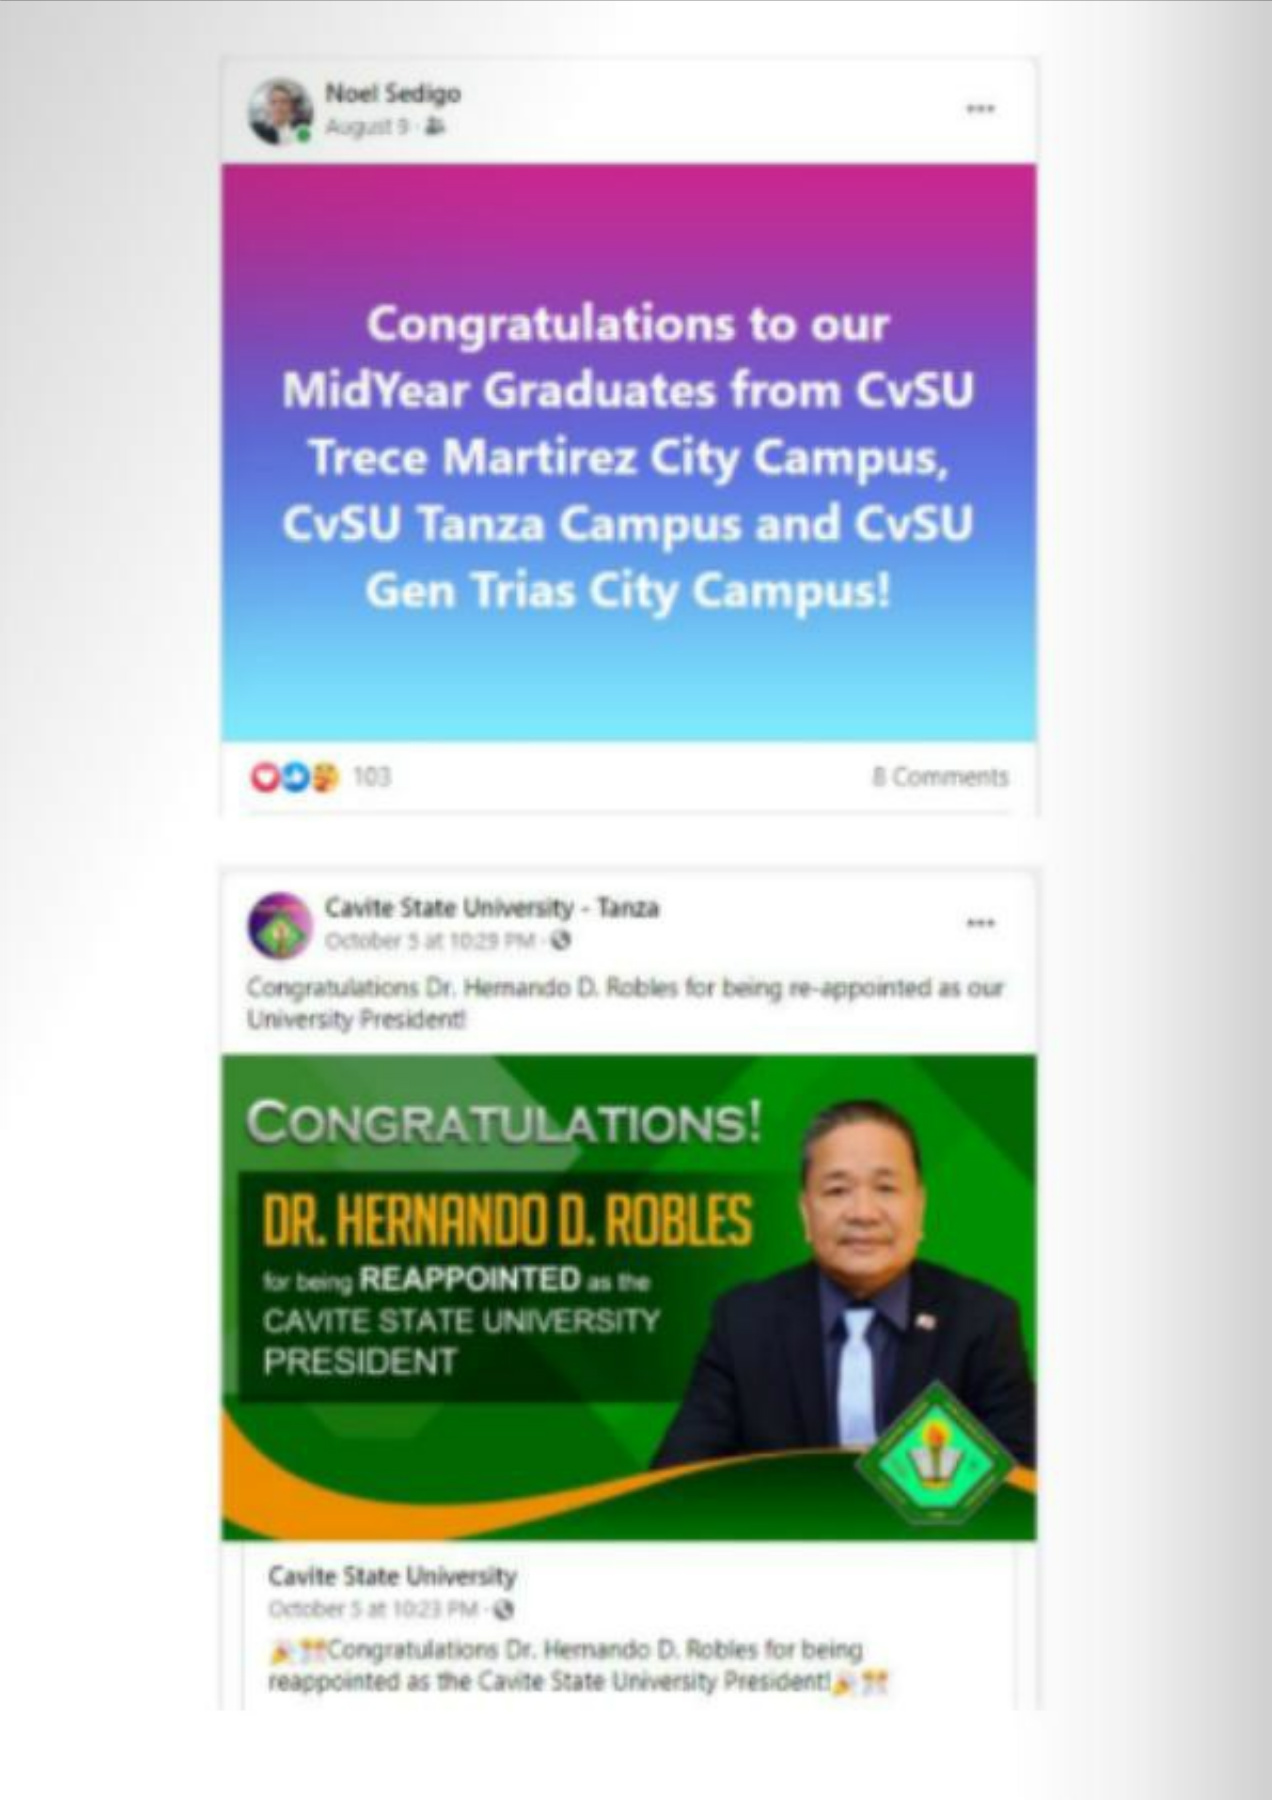 Noel Sedigo
August 9 ·
Congratulations to our
MidYear Graduates from CvSU
Trece Martirez City Campus,
CvSU Tanza Campus and CvSU
Gen Trias City Campus!
103
8 Comments
Cavite State University - Tanza
October 5 at 10:29 PM ·
Congratulations Dr. Hernando D. Robles for being re-appointed as our
University President!
CONGRATULATIONS!
DR. HERNANDO D. ROBLES
for being REAPPOINTED as the
CAVITE STATE UNIVERSITY
PRESIDENT
Cavite State University
October 5 at 10:23 PM ·
🎉🎊Congratulations Dr. Hernando D. Robles for being
reappointed as the Cavite State University President!🎉🎊